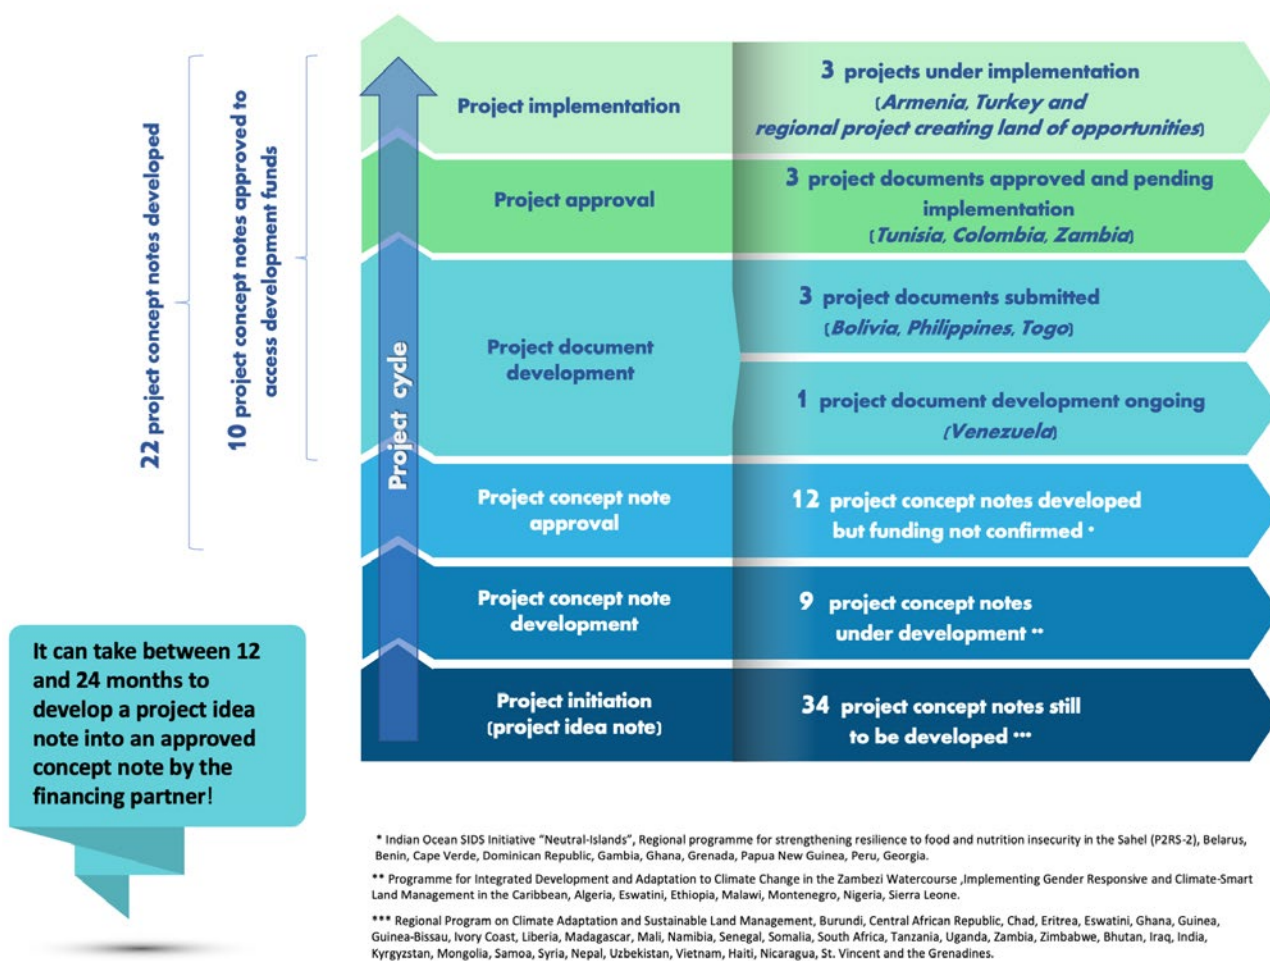 22 project concept notes developed
10 project concept notes approved to
access development funds
Project cycle
Project implementation
3 projects under implementation
(Armenia, Turkey and
regional project creating land of opportunities)
Project approval
3 project documents approved and pending
implementation
(Tunisia, Colombia, Zambia)
Project document
development
3 project documents submitted
(Bolivia, Philippines, Togo)
1 project document development ongoing
(Venezuela)
Project concept note
approval
12 project concept notes developed
but funding not confirmed *
Project concept note
development
9 project concept notes
under development **
Project initiation
(project idea note)
34 project concept notes still
to be developed ***
It can take between 12
and 24 months to
develop a project idea
note into an approved
concept note by the
financing partner!
* Indian Ocean SIDS Initiative “Neutral-Islands”, Regional programme for strengthening resilience to food and nutrition insecurity in the Sahel (P2RS-2), Belarus,
Benin, Cape Verde, Dominican Republic, Gambia, Ghana, Grenada, Papua New Guinea, Peru, Georgia.
** Programme for Integrated Development and Adaptation to Climate Change in the Zambezi Watercourse ,Implementing Gender Responsive and Climate-Smart
Land Management in the Caribbean, Algeria, Eswatini, Ethiopia, Malawi, Montenegro, Nigeria, Sierra Leone.
*** Regional Program on Climate Adaptation and Sustainable Land Management, Burundi, Central African Republic, Chad, Eritrea, Eswatini, Ghana, Guinea,
Guinea-Bissau, Ivory Coast, Liberia, Madagascar, Mali, Namibia, Senegal, Somalia, South Africa, Tanzania, Uganda, Zambia, Zimbabwe, Bhutan, Iraq, India,
Kyrgyzstan, Mongolia, Samoa, Syria, Nepal, Uzbekistan, Vietnam, Haiti, Nicaragua, St. Vincent and the Grenadines.